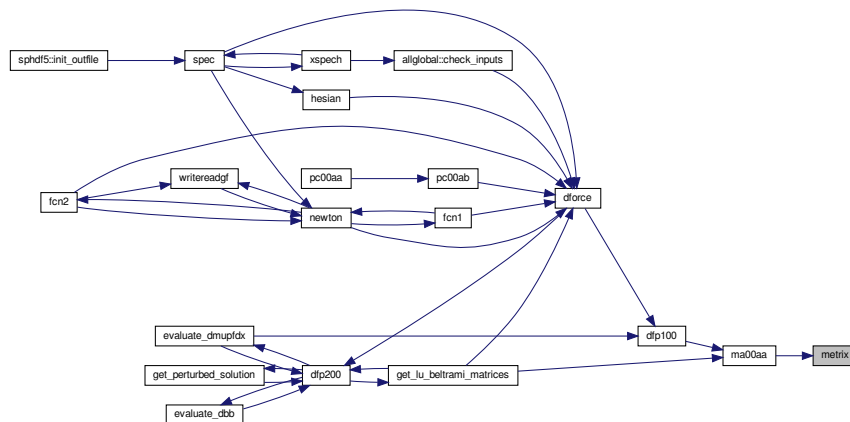 sphdf5::init_outfile
spec
xspech
allglobal::check_inputs
hesian
writereadgf
pc00aa
pc00ab
fcn2
newton
fcn1
dforce
evaluate_dmupfdx
dfp100
ma00aa
metrix
get_perturbed_solution
dfp200
get_lu_beltrami_matrices
evaluate_dbb